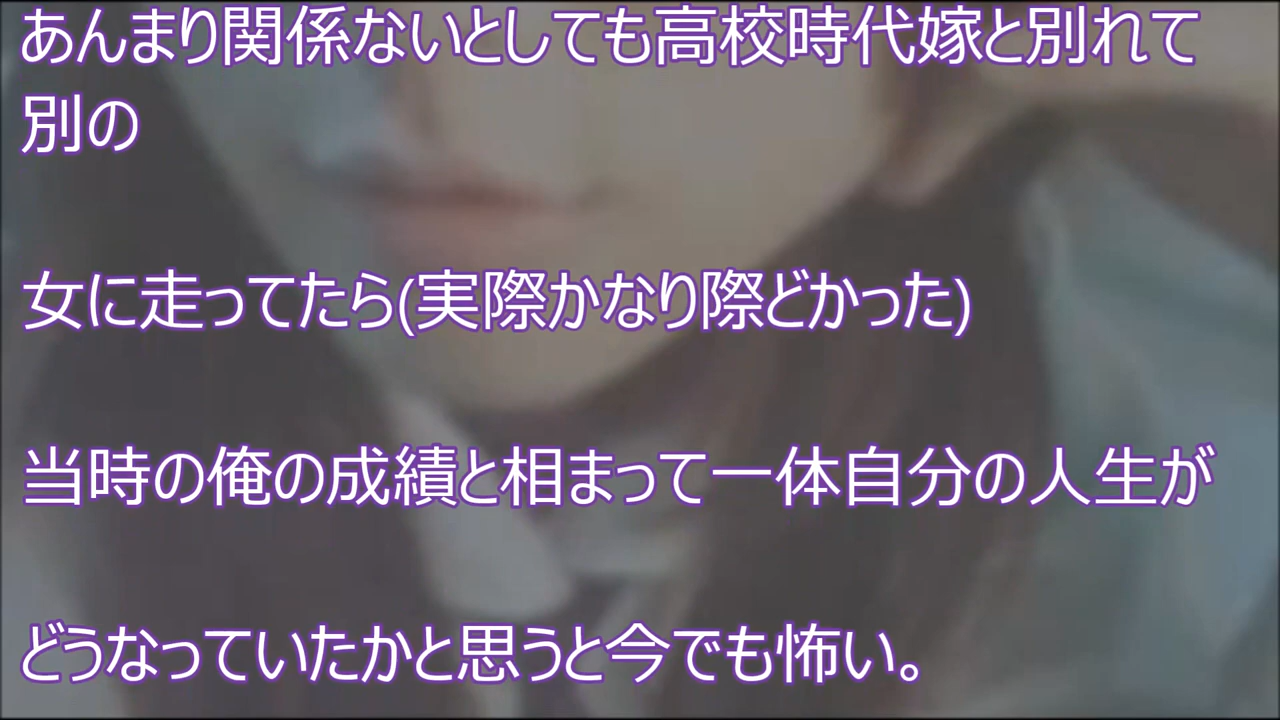 あんまり関係ないとしても高校時代嫁と別れて
別の
女に走ってたら(実際かなり際どかった)
当時の俺の成績と相まって一体自分の人生が
どうなっていたかと思うと今でも怖い。